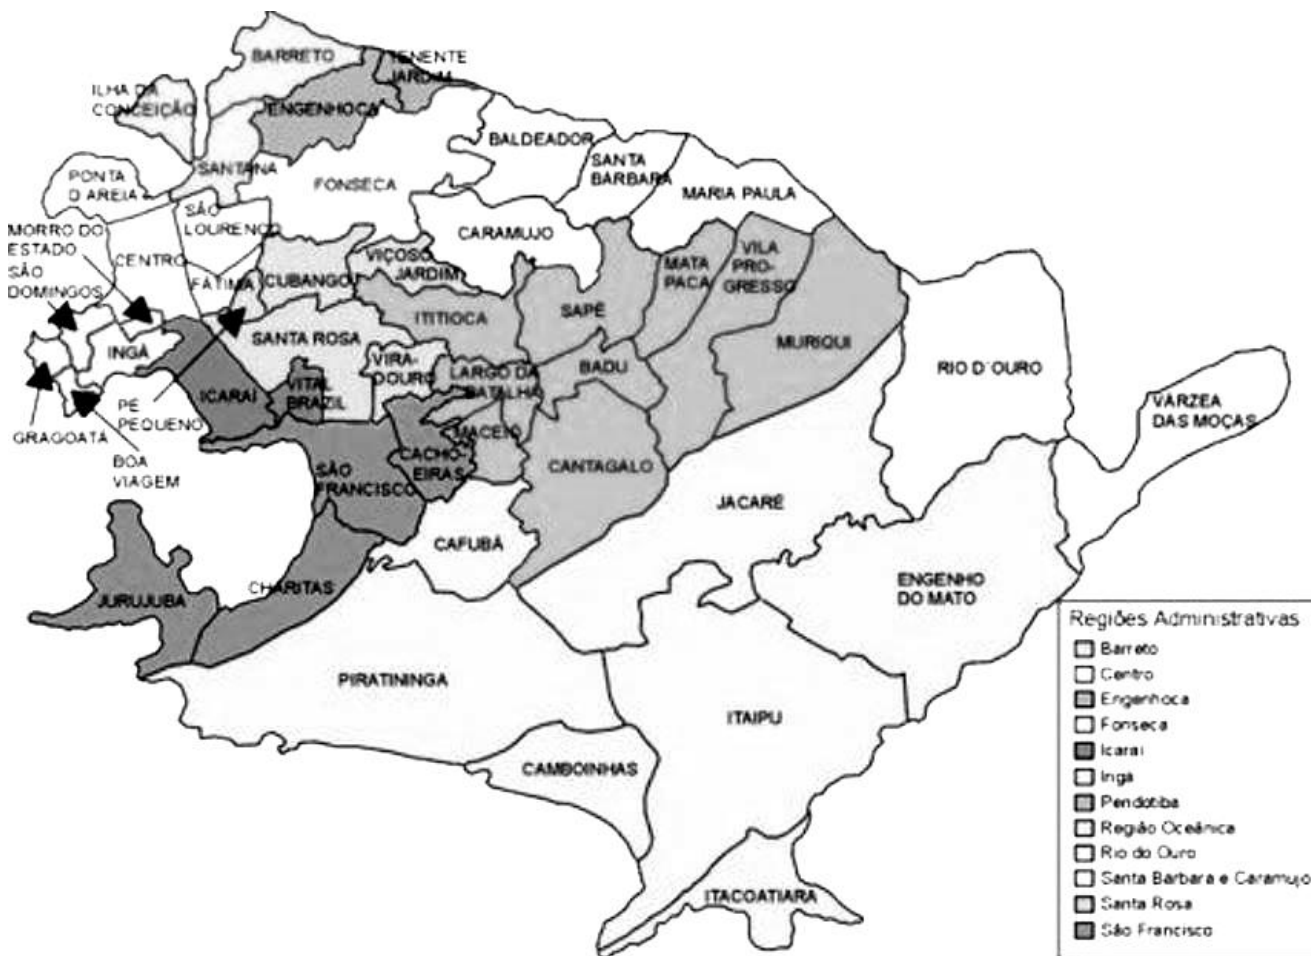 BARRETO
TENENTE
JARDIM
ILHA DA
CONCEIÇÃO
ENGENHOCA
BALDEADOR
SANTANA
SANTA
BÁRBARA
PONTA
D AREIA
FONSECA
MARIA PAULA
SÃO
LOURENÇO
MORRO DO
ESTADO
CARAMUJO
CENTRO
VIÇOSO
JARDIM
VILA
PRO-
GRESSO
MATA
PACA
SÃO
DOMINGOS
FÁTIMA
CUBANGO
SAPÊ
ITITIOCA
SANTA ROSA
MURIQUI
INGÁ
VIRA-
DOURO
LARGO DA
BATALHA
BADU
RIO D'OURO
ICARAÍ
VITAL
BRAZIL
VÁRZEA
DAS MOÇAS
PÉ
PEQUENO
GRAGOATÁ
MACEIÓ
BOA
VIAGEM
CACHO-
EIRAS
CANTAGALO
SÃO
FRANCISCO
JACARÉ
CAFUBÁ
CHARITAS
ENGENHO
DO MATO
JURUJUBA
PIRATININGA
ITAIPU
CAMBOINHAS
ITACOATIARA
Regiões Administrativas
Barreto
Centro
Engenhoca
Fonseca
Icaraí
Ingá
Pendotiba
Região Oceânica
Rio do Ouro
Santa Bárbara e Caramujo
Santa Rosa
São Francisco